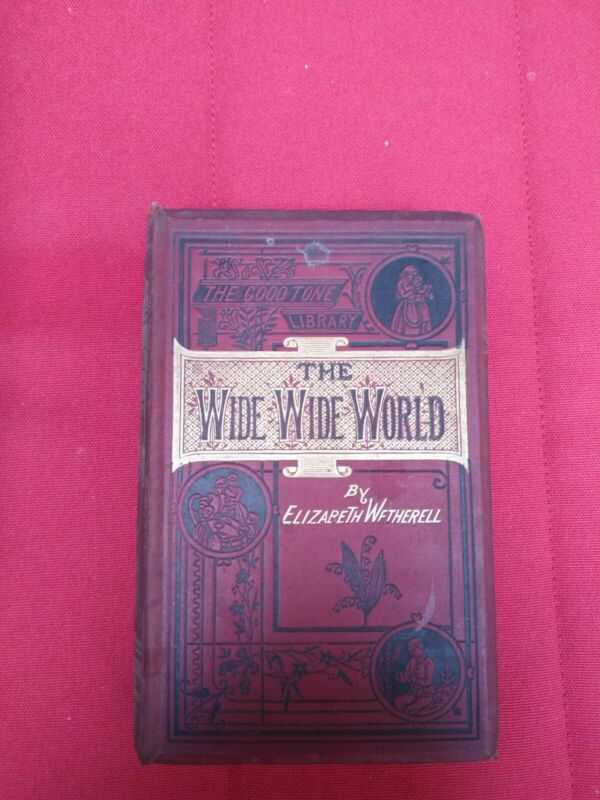 THE GOOD TONE
LIBRARY
THE
WIDE WIDE WORLD
BY
ELIZABETH WETHERELL